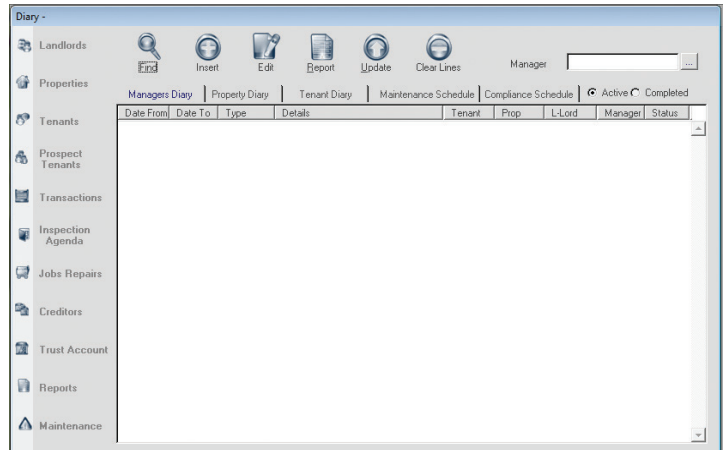 Diary -
Landlords
Properties
Tenants
Prospect
Tenants
Transactions
Inspection
Agenda
Jobs Repairs
Creditors
Trust Account
Reports
Maintenance
Find Insert Edit Report Update Clear Lines Manager ...
Managers Diary Property Diary Tenant Diary Maintenance Schedule Compliance Schedule Active Completed
Date From Date To Type Details Tenant Prop L-Lord Manager Status